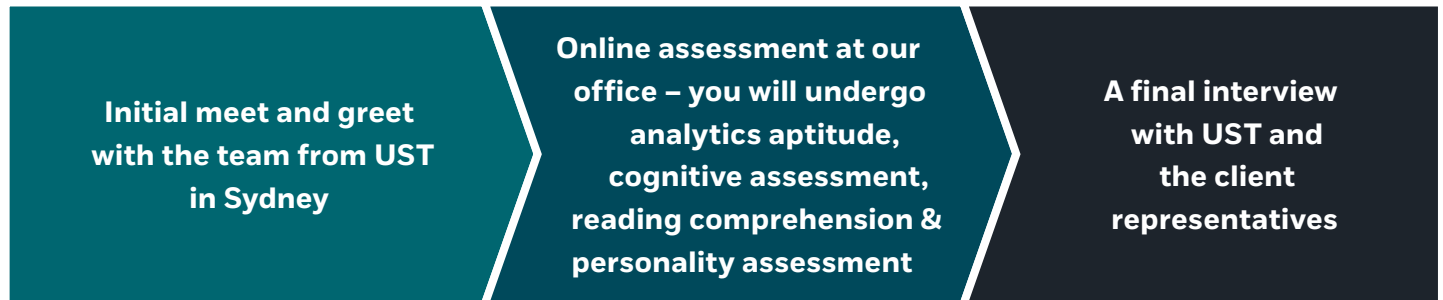 Initial meet and greet
with the team from UST
in Sydney
Online assessment at our
office – you will undergo
analytics aptitude,
cognitive assessment,
reading comprehension &
personality assessment
A final interview
with UST and
the client
representatives